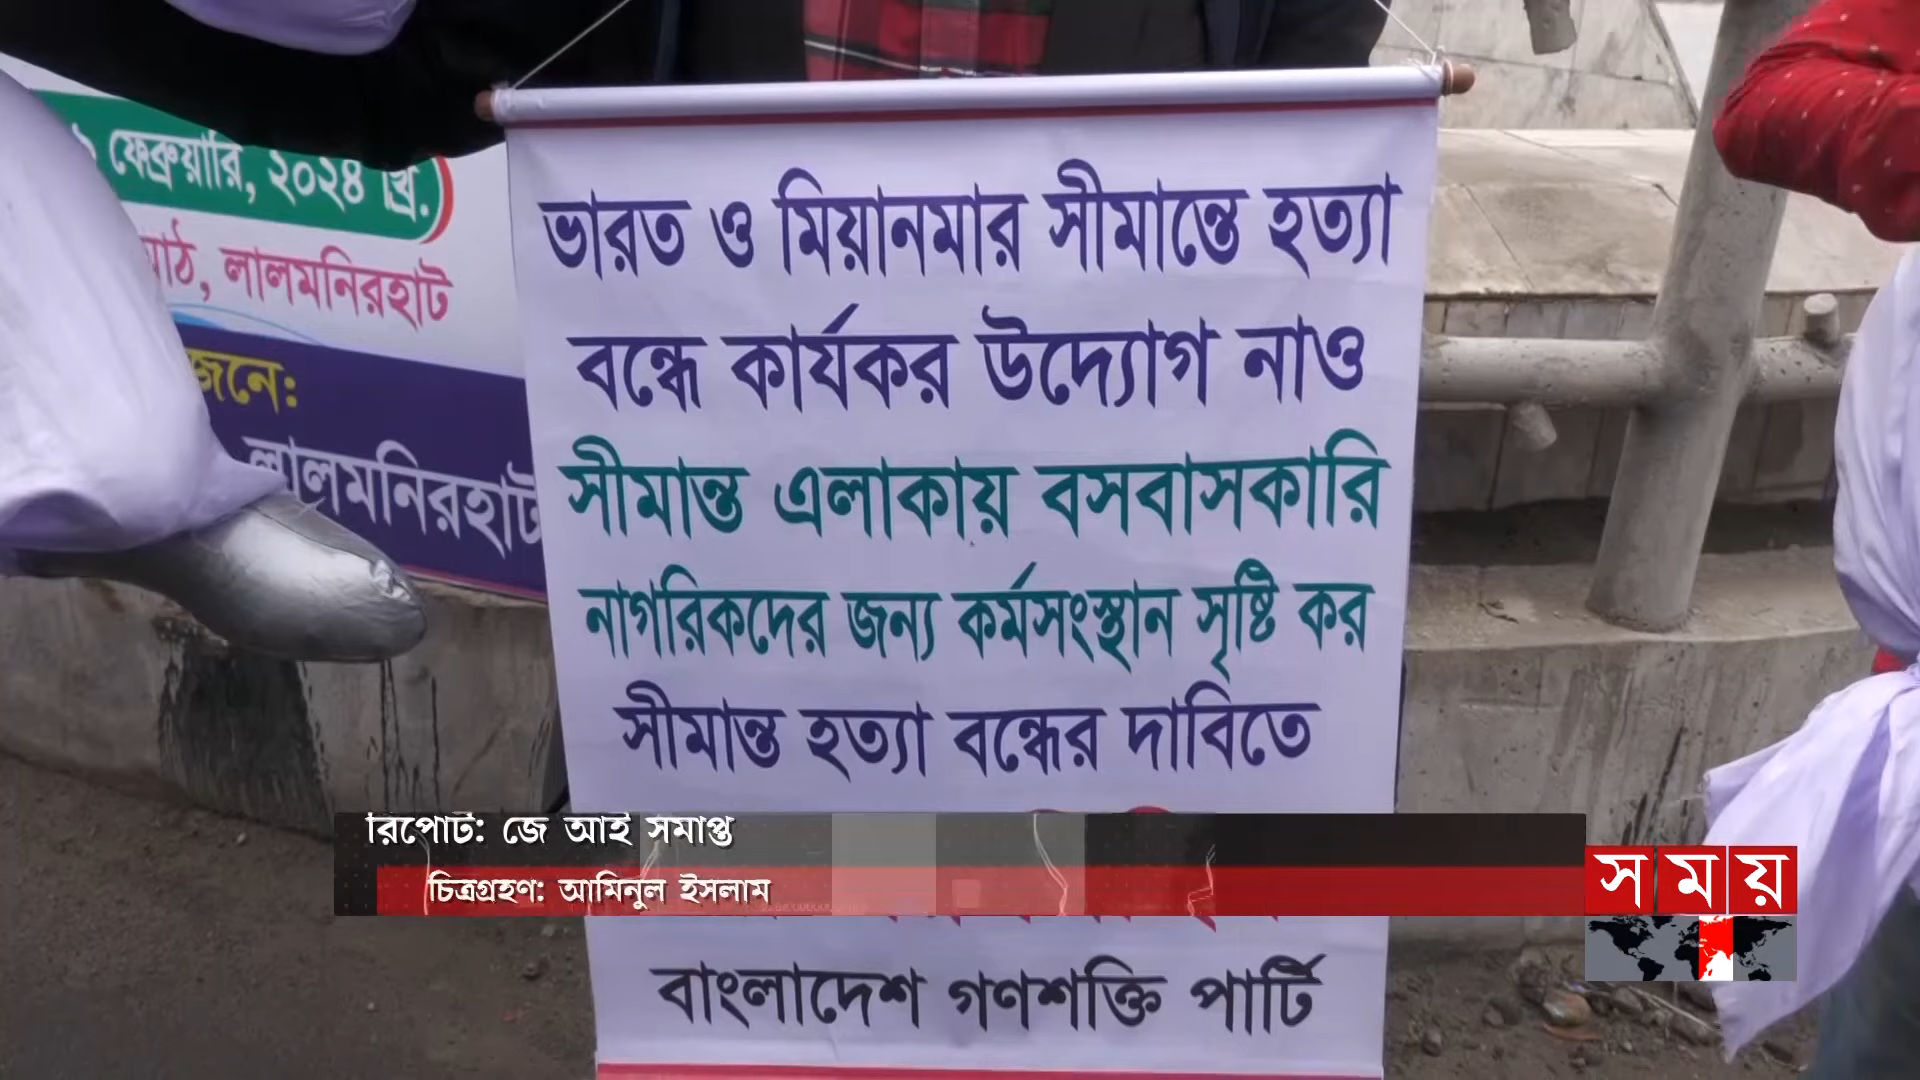 ফেব্রুয়ারি, ২০২৪ খ্রি.
লালমনিরহাট
লালমনিরহাট
ভারত ও মিয়ানমার সীমান্তে হত্যা
বন্ধে কার্যকর উদ্যোগ নাও
সীমান্ত এলাকায় বসবাসকারি
নাগরিকদের জন্য কর্মসংস্থান সৃষ্টি কর
সীমান্ত হত্যা বন্ধের দাবিতে
রিপোর্ট: জে আই সমাপ্ত
চিত্রগ্রহণ: আমিনুল ইসলাম
সময়
বাংলাদেশ গণশক্তি পার্টি